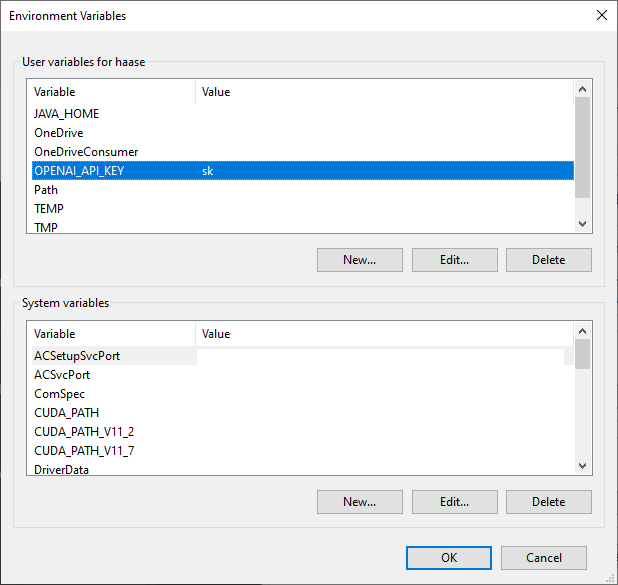 Environment Variables
User variables for haase
Variable Value
JAVA_HOME
OneDrive
OneDriveConsumer
OPENAI_API_KEY sk
Path
TEMP
TMP
New... Edit... Delete
System variables
Variable Value
ACSetupSvcPort
ACSvcPort
ComSpec
CUDA_PATH
CUDA_PATH_V11_2
CUDA_PATH_V11_7
DriverData
New... Edit... Delete
OK Cancel